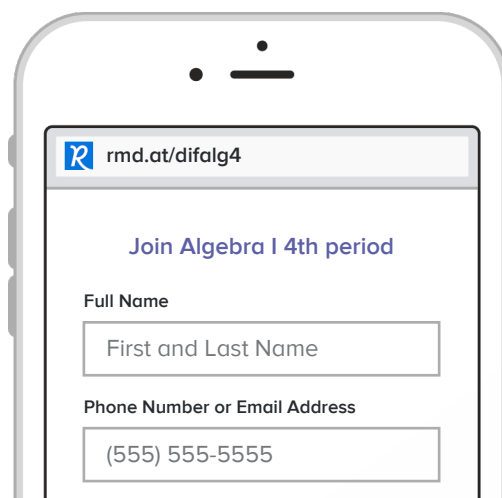 rmd.at/difalg4
Join Algebra I 4th period
Full Name
First and Last Name
Phone Number or Email Address
(555) 555-5555